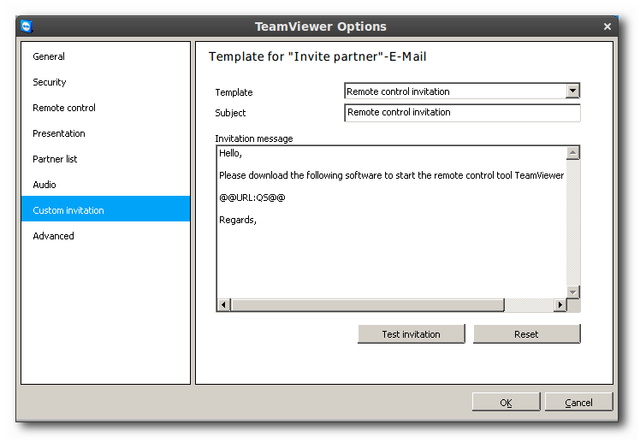 TeamViewer Options
General
Security
Remote control
Presentation
Partner list
Audio
Custom invitation
Advanced
Template for "Invite partner"-E-Mail
Template
Remote control invitation
Subject
Remote control invitation
Invitation message
Hello,
Please download the following software to start the remote control tool TeamViewer
@@URL:QS@@
Regards,
Test invitation
Reset
OK
Cancel